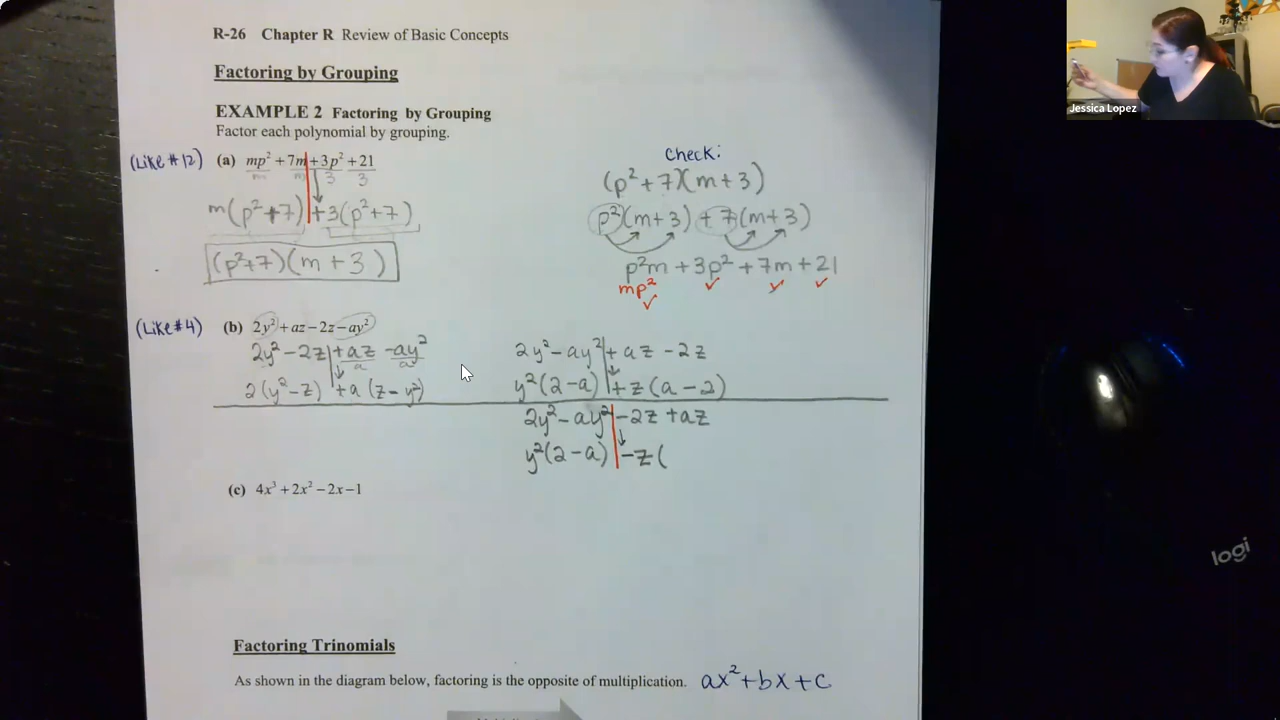 R-26 Chapter R Review of Basic Concepts
Jessica Lopez
Factoring by Grouping
EXAMPLE 2 Factoring by Grouping
Factor each polynomial by grouping.
(Like #12) (a) mp² + 7m + 3p² + 21
m m 3 3
m(p² + 7) + 3(p² + 7)
(p²+7)(m + 3)
Check:
(p² + 7)(m + 3)
p²(m + 3) + 7(m + 3)
p²m + 3p² + 7m + 21
mp²
(Like #4) (b) 2y² + az − 2z − ay²
2y² − 2z + az − ay²
a a
2(y² − z) + a(z − y²)
2y² − ay² + az − 2z
y²(2 − a) + z(a − 2)
2y² − ay² − 2z + az
y²(2 − a) − z(
(c) 4x³ + 2x² − 2x − 1
logi
Factoring Trinomials
As shown in the diagram below, factoring is the opposite of multiplication. ax² + bx + c